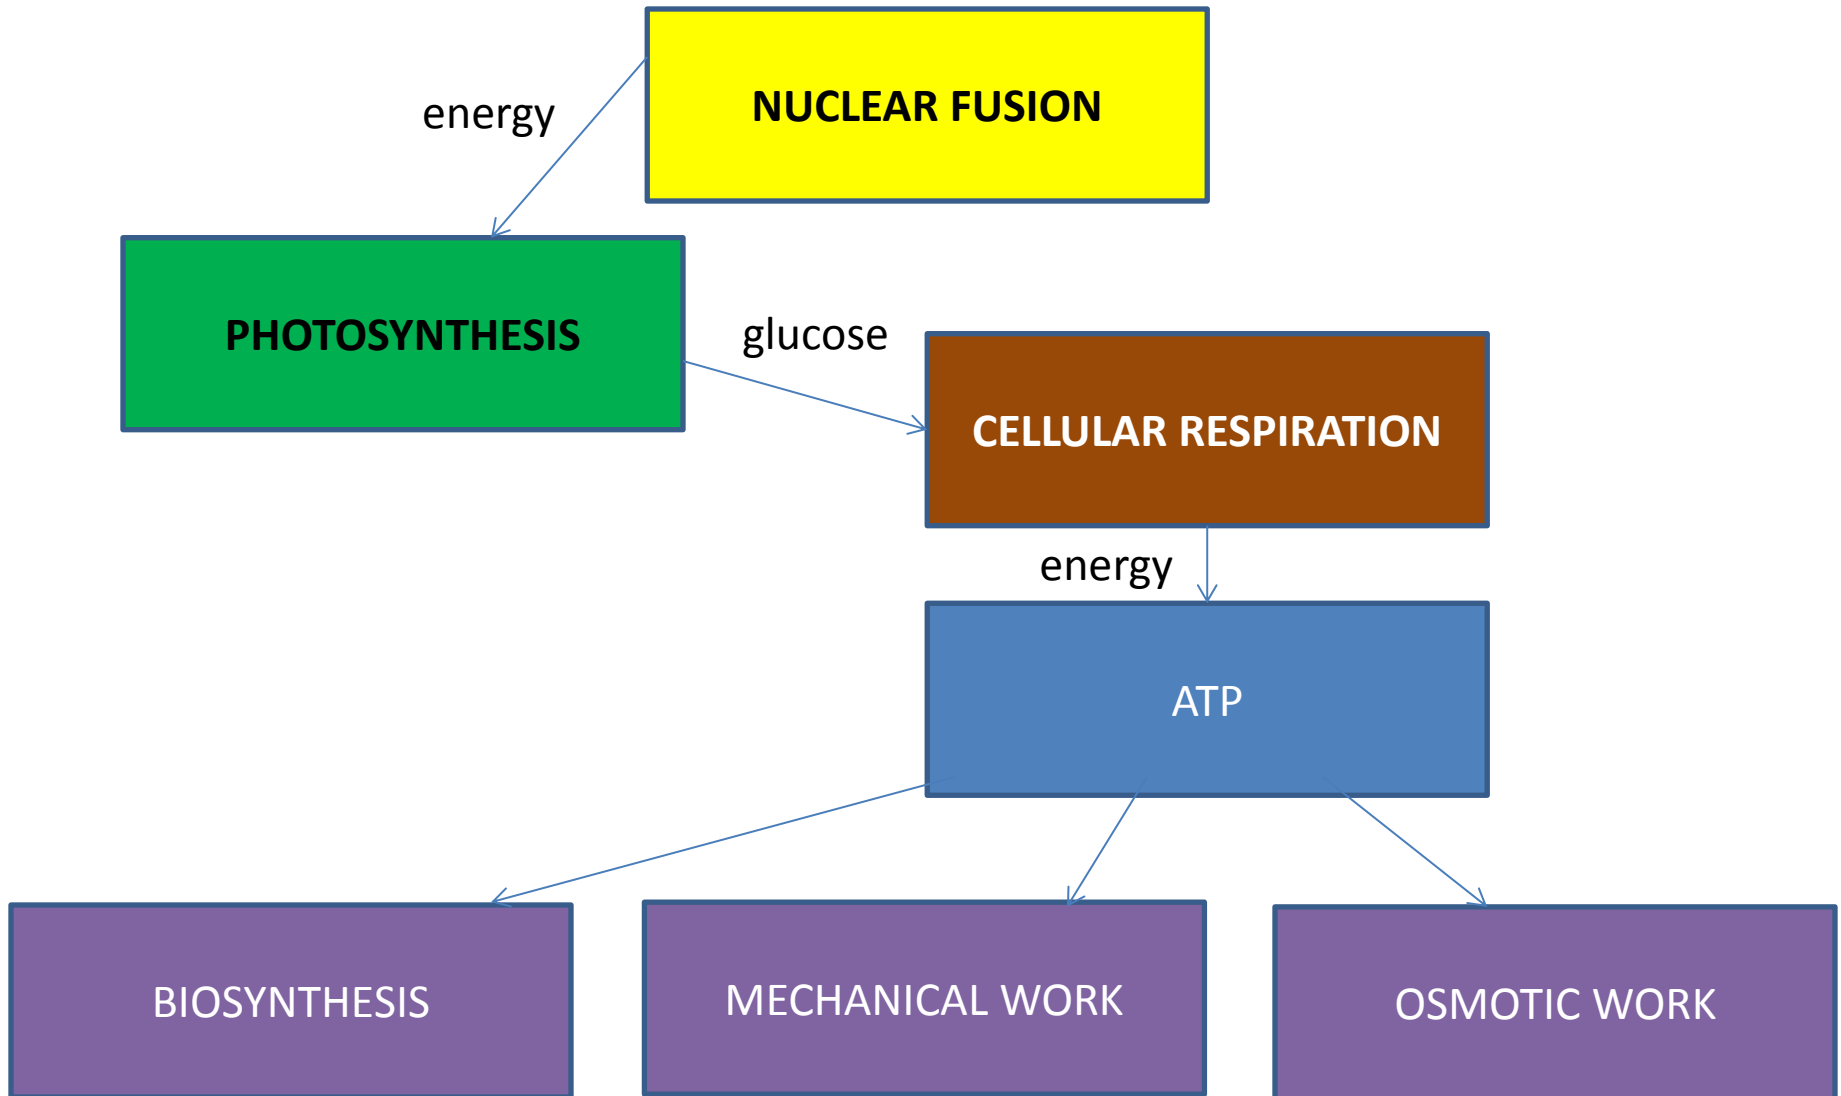 NUCLEAR FUSION
energy
PHOTOSYNTHESIS
glucose
CELLULAR RESPIRATION
energy
ATP
BIOSYNTHESIS
MECHANICAL WORK
OSMOTIC WORK